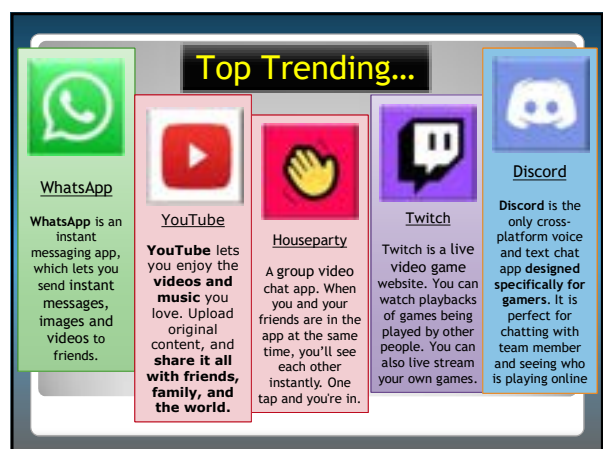 Top Trending…
WhatsApp
WhatsApp is an
instant
messaging app,
which lets you
send instant
messages,
images and
videos to
friends.
YouTube
YouTube lets
you enjoy the
videos and
music you
love. Upload
original
content, and
share it all
with friends,
family, and
the world.
Houseparty
A group video
chat app. When
you and your
friends are in the
app at the same
time, you'll see
each other
instantly. One
tap and you're in.
Twitch
Twitch is a live
video game
website. You can
watch playbacks
of games being
played by other
people. You can
also live stream
your own games.
Discord
Discord is the
only cross-
platform voice
and text chat
app designed
specifically for
gamers. It is
perfect for
chatting with
team member
and seeing who
is playing online